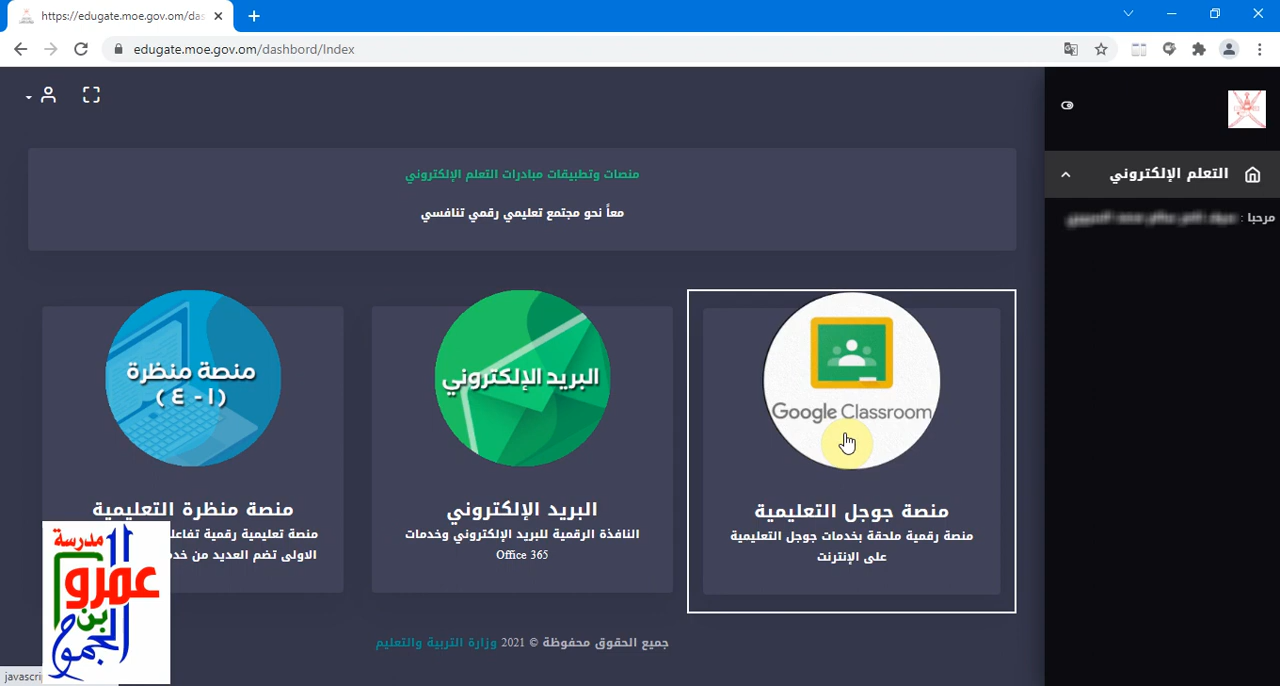 https://edugate.moe.gov.om/das
edugate.moe.gov.om/dashbord/Index
التعلم الإلكتروني
مرحبا :
منصات وتطبيقات مبادرات التعلم الإلكتروني
معاً نحو مجتمع تعليمي رقمي تنافسي
Google Classroom
منصة جوجل التعليمية
منصة رقمية ملحقة بخدمات جوجل التعليمية
على الإنترنت
البريد الإلكتروني
البريد الإلكتروني
النافذة الرقمية للبريد الإلكتروني وخدمات
Office 365
منصة منظرة
(١- ٤ )
منصة منظرة التعليمية
منصة تعليمية رقمية
الاولى تضم العديد من
مدرسة
عمرو
بن
الجموح
جميع الحقوق محفوظة © 2021 وزارة التربية والتعليم
javascri